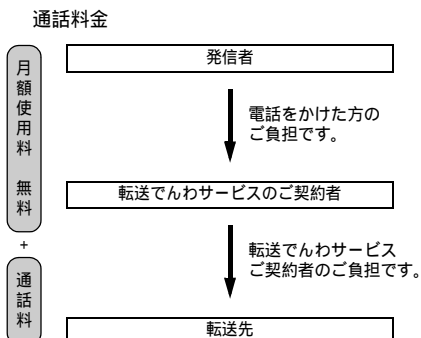 通話料金
月額使用料 無料
+
通話料
発信者
電話をかけた方の
ご負担です。
転送でんわサービスのご契約者
転送でんわサービス
ご契約者のご負担です。
転送先